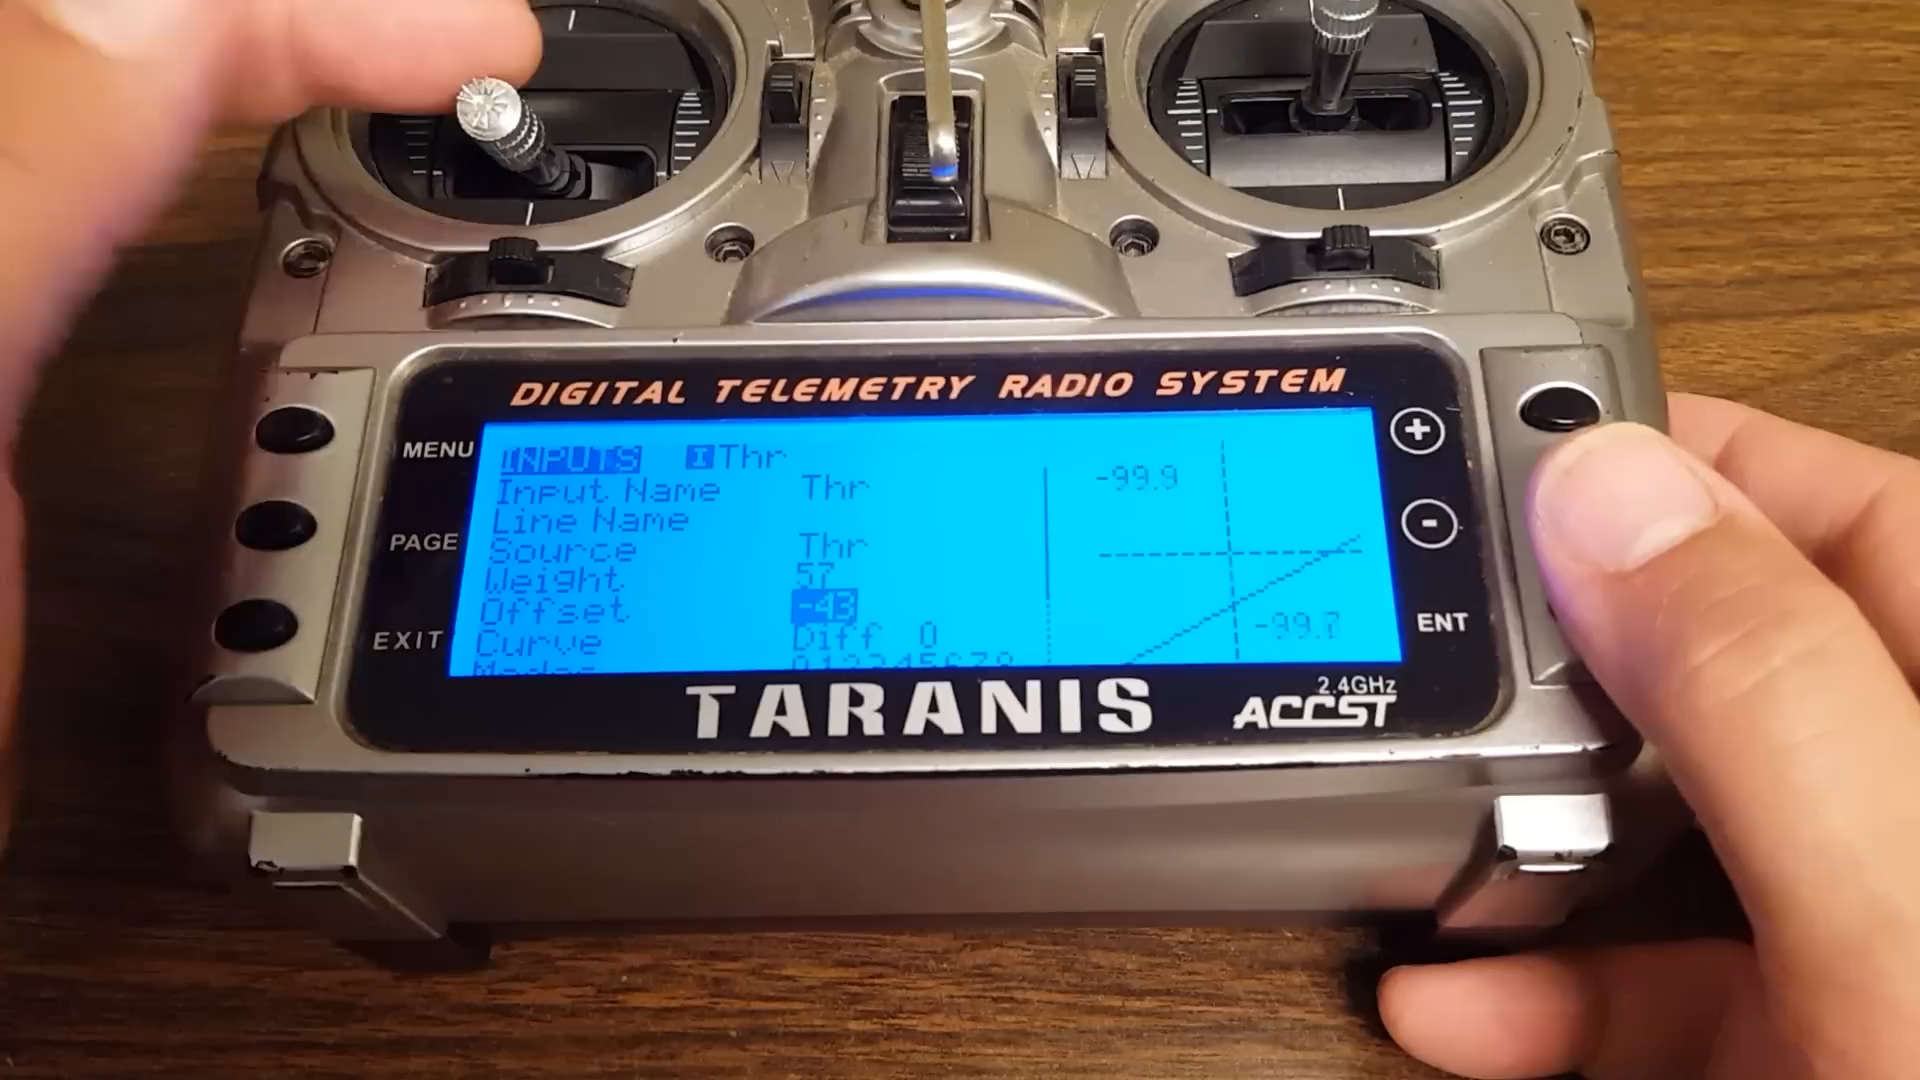 DIGITAL TELEMETRY RADIO SYSTEM
MENU
PAGE
EXIT
INPUTS I Thr
Input Name Thr
Line Name
Source Thr
Weight 57
Offset -43
Curve Diff 0
-99.9
-99.7
+
-
ENT
TARANIS
2.4GHz
ACCST